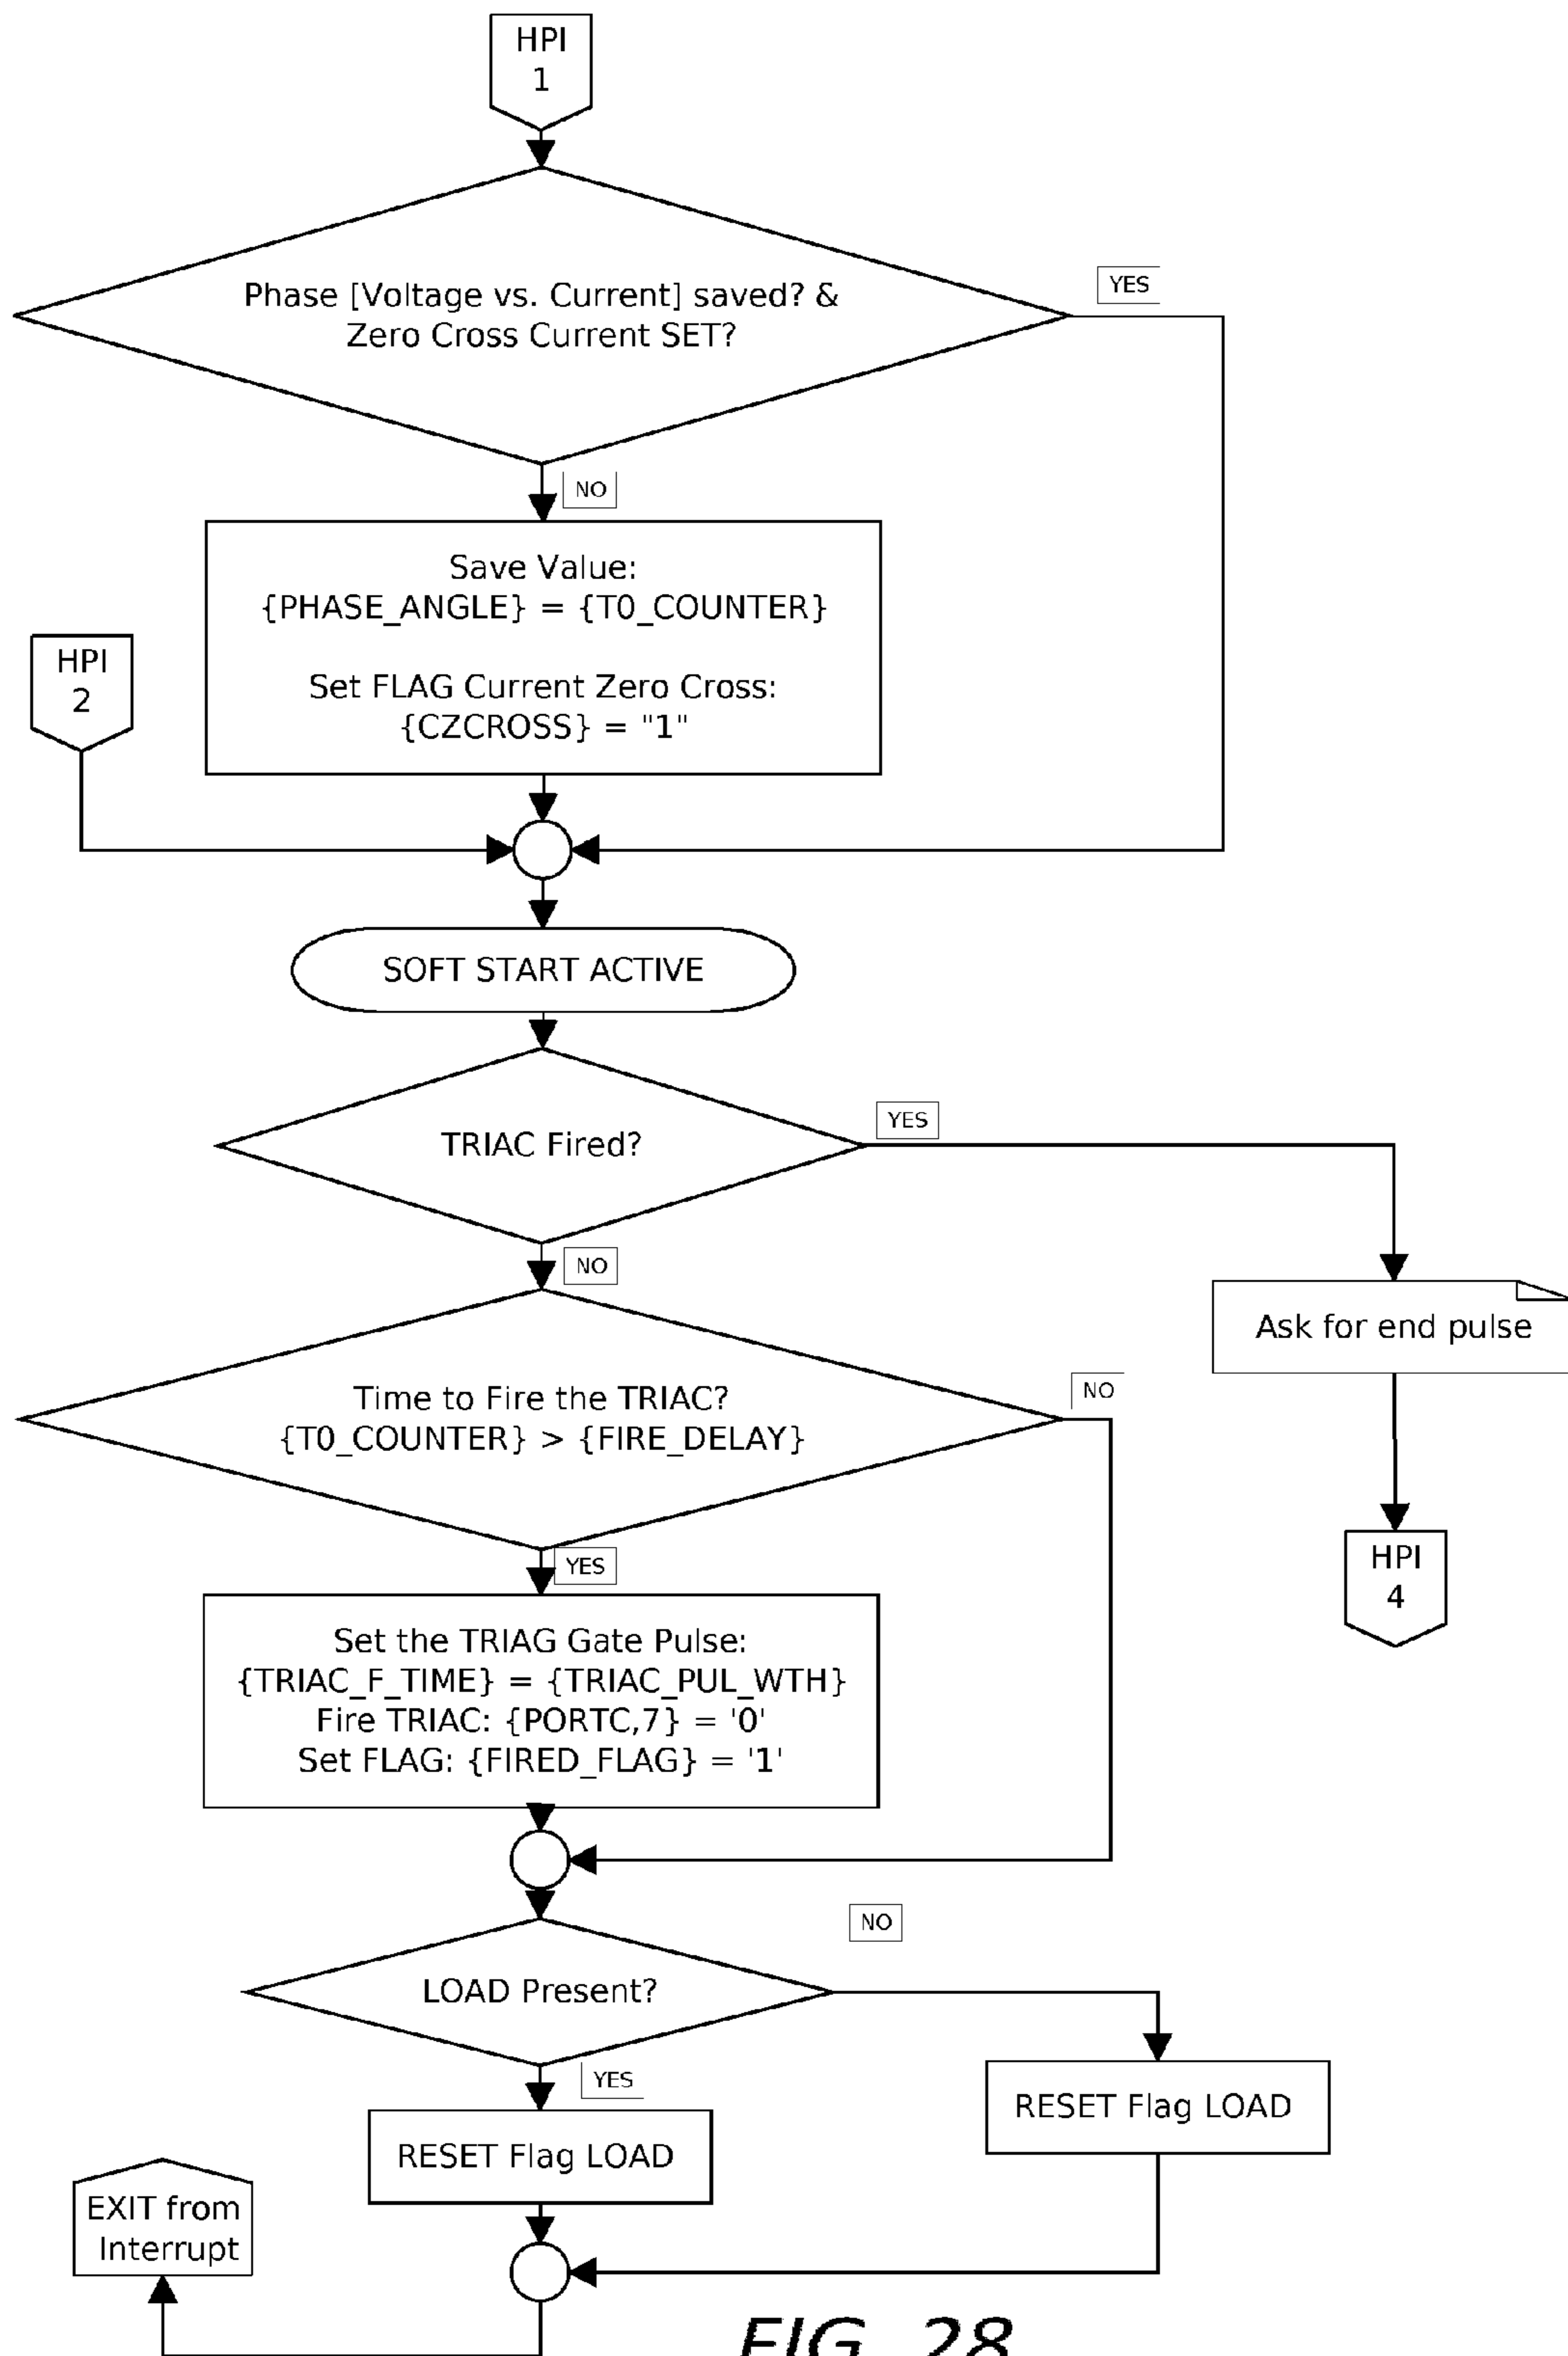 HPI
1
Phase [Voltage vs. Current] saved? &
Zero Cross Current SET?
YES
NO
Save Value:
{PHASE_ANGLE} = {T0_COUNTER}
Set FLAG Current Zero Cross:
{CZCROSS} = "1"
HPI
2
SOFT START ACTIVE
TRIAC Fired?
YES
NO
Ask for end pulse
HPI
4
Time to Fire the TRIAC?
{T0_COUNTER} > {FIRE_DELAY}
NO
YES
Set the TRIAG Gate Pulse:
{TRIAC_F_TIME} = {TRIAC_PUL_WTH}
Fire TRIAC: {PORTC,7} = '0'
Set FLAG: {FIRED_FLAG} = '1'
LOAD Present?
NO
YES
RESET Flag LOAD
RESET Flag LOAD
EXIT from
Interrupt
FIG. 28